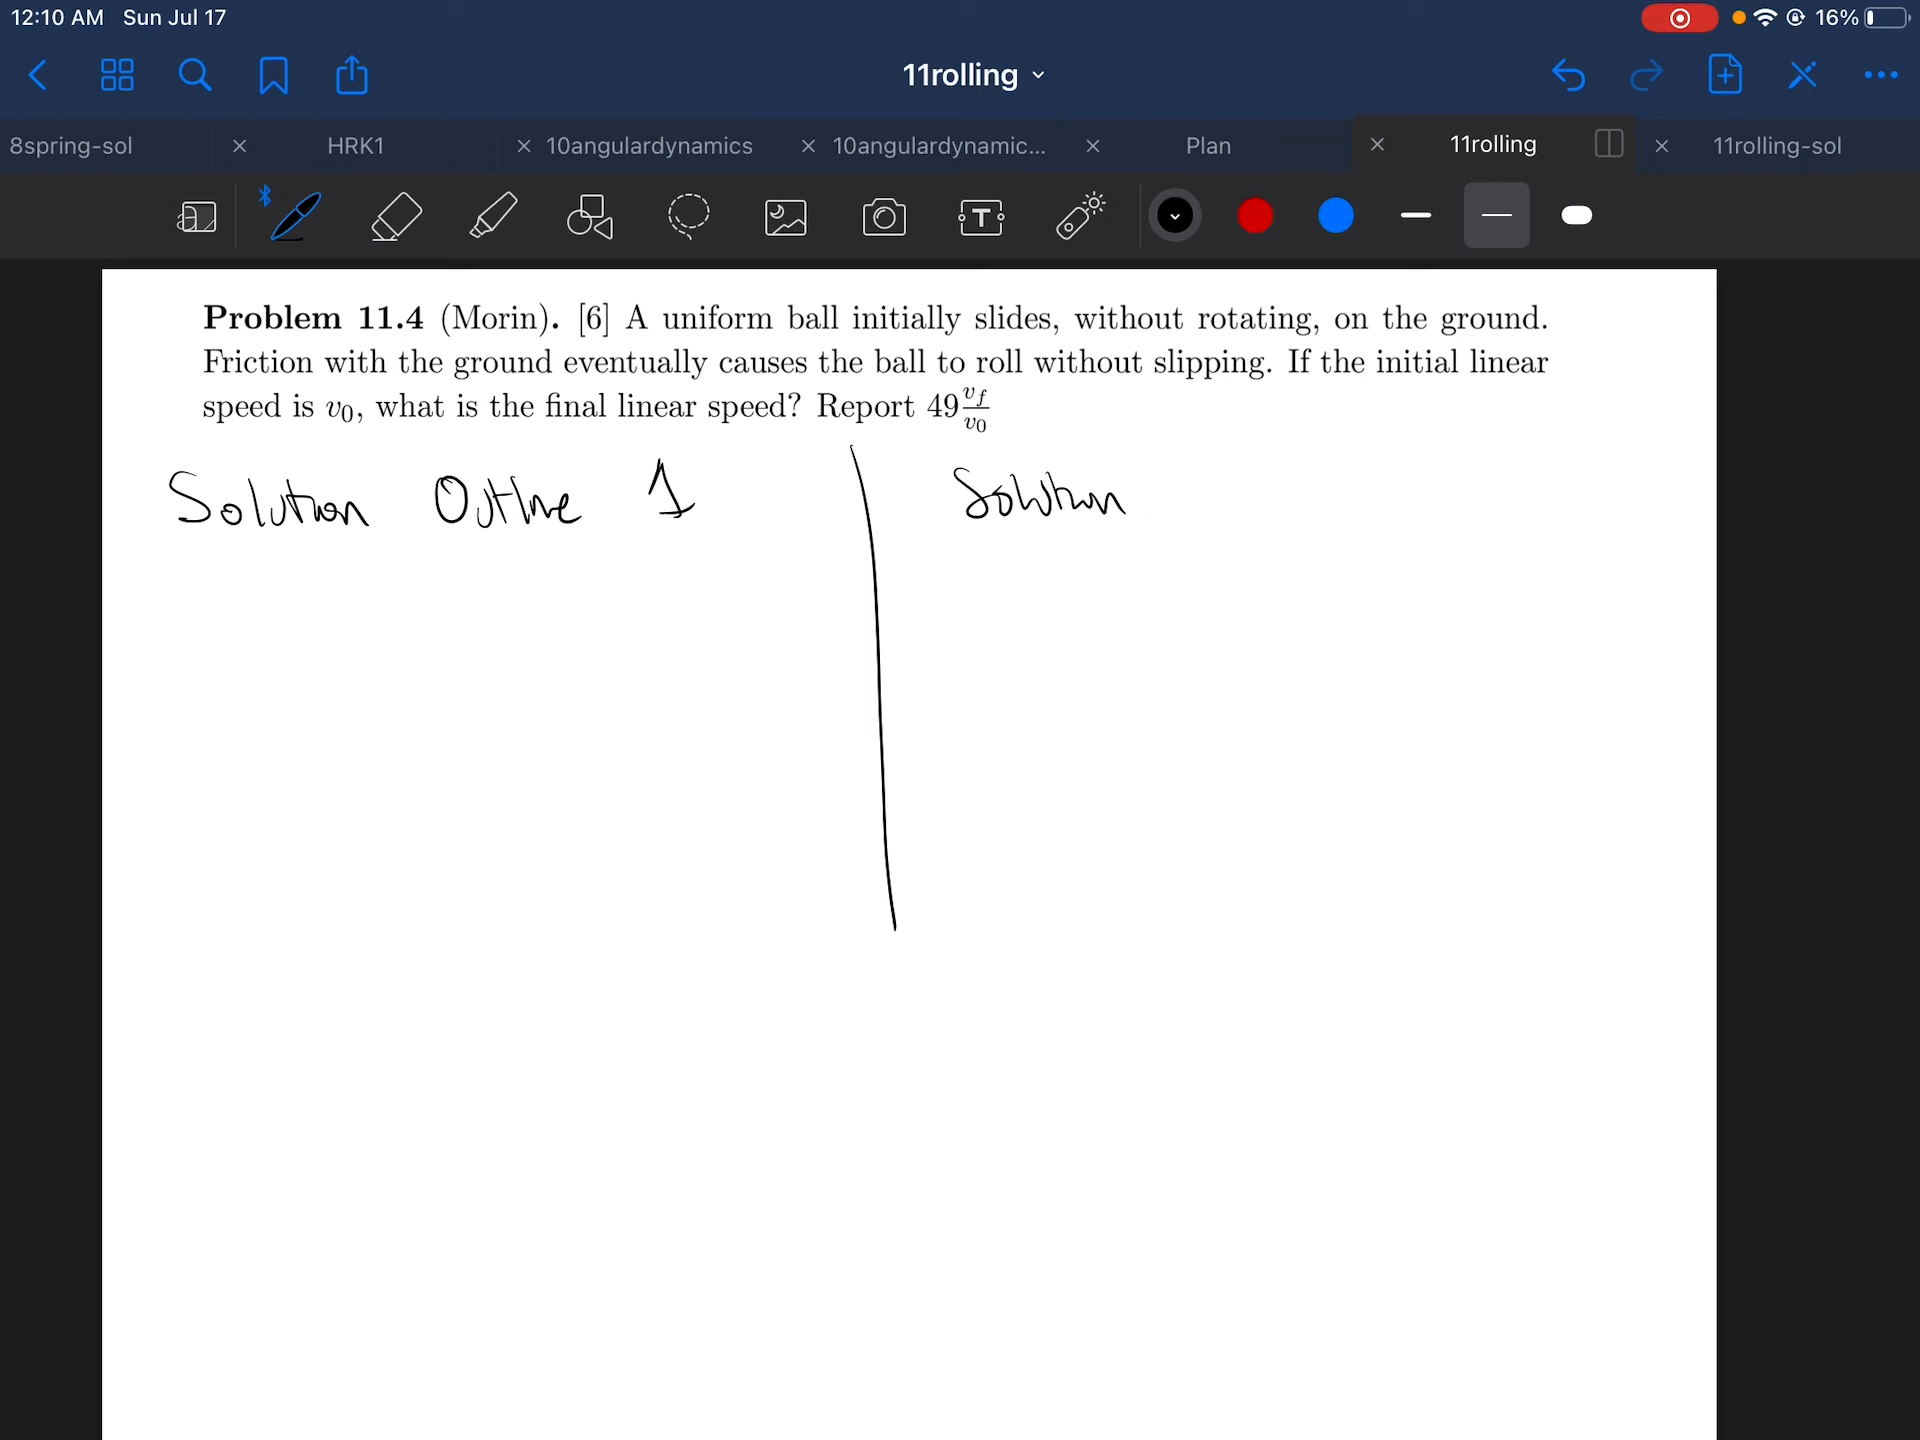 12:10 AM Sun Jul 17
16%
11rolling
8spring-sol
HRK1
10angulardynamics
10angulardynamic...
Plan
11rolling
11rolling-sol
Problem 11.4 (Morin). [6] A uniform ball initially slides, without rotating, on the ground.
Friction with the ground eventually causes the ball to roll without slipping. If the initial linear
speed is v₀, what is the final linear speed? Report 49 v_f/v₀
Solution Outline 1
Solution